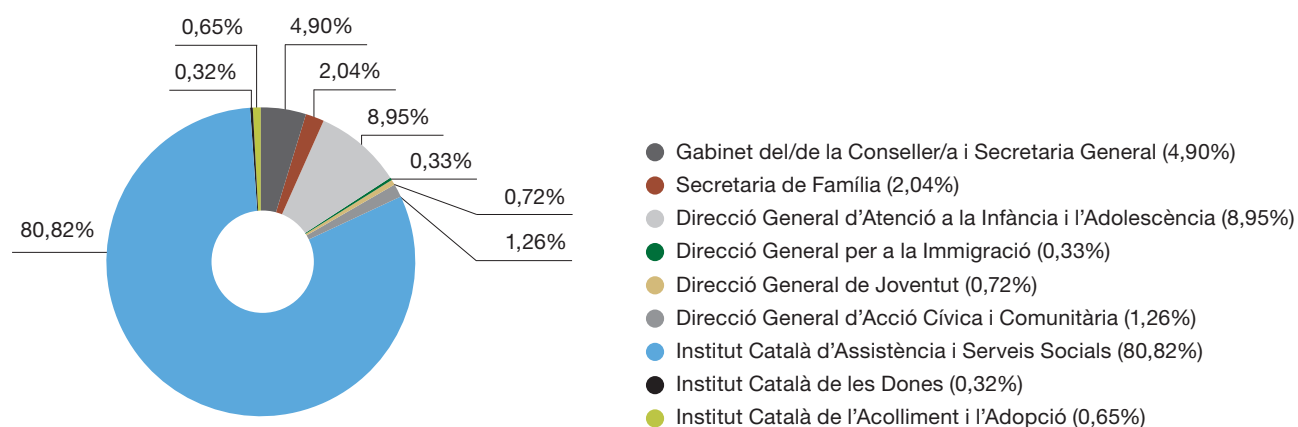 0,65%
4,90%
0,32%
2,04%
8,95%
0,33%
0,72%
80,82%
1,26%
Gabinet del/de la Conseller/a i Secretaria General (4,90%)
Secretaria de Família (2,04%)
Direcció General d’Atenció a la Infància i l’Adolescència (8,95%)
Direcció General per a la Immigració (0,33%)
Direcció General de Joventut (0,72%)
Direcció General d’Acció Cívica i Comunitària (1,26%)
Institut Català d’Assistència i Serveis Socials (80,82%)
Institut Català de les Dones (0,32%)
Institut Català de l’Acolliment i l’Adopció (0,65%)